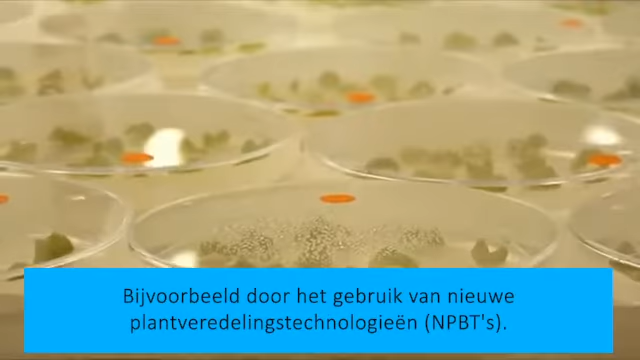 Bijvoorbeeld door het gebruik van nieuwe
plantveredelingstechnologieën (NPBT's).